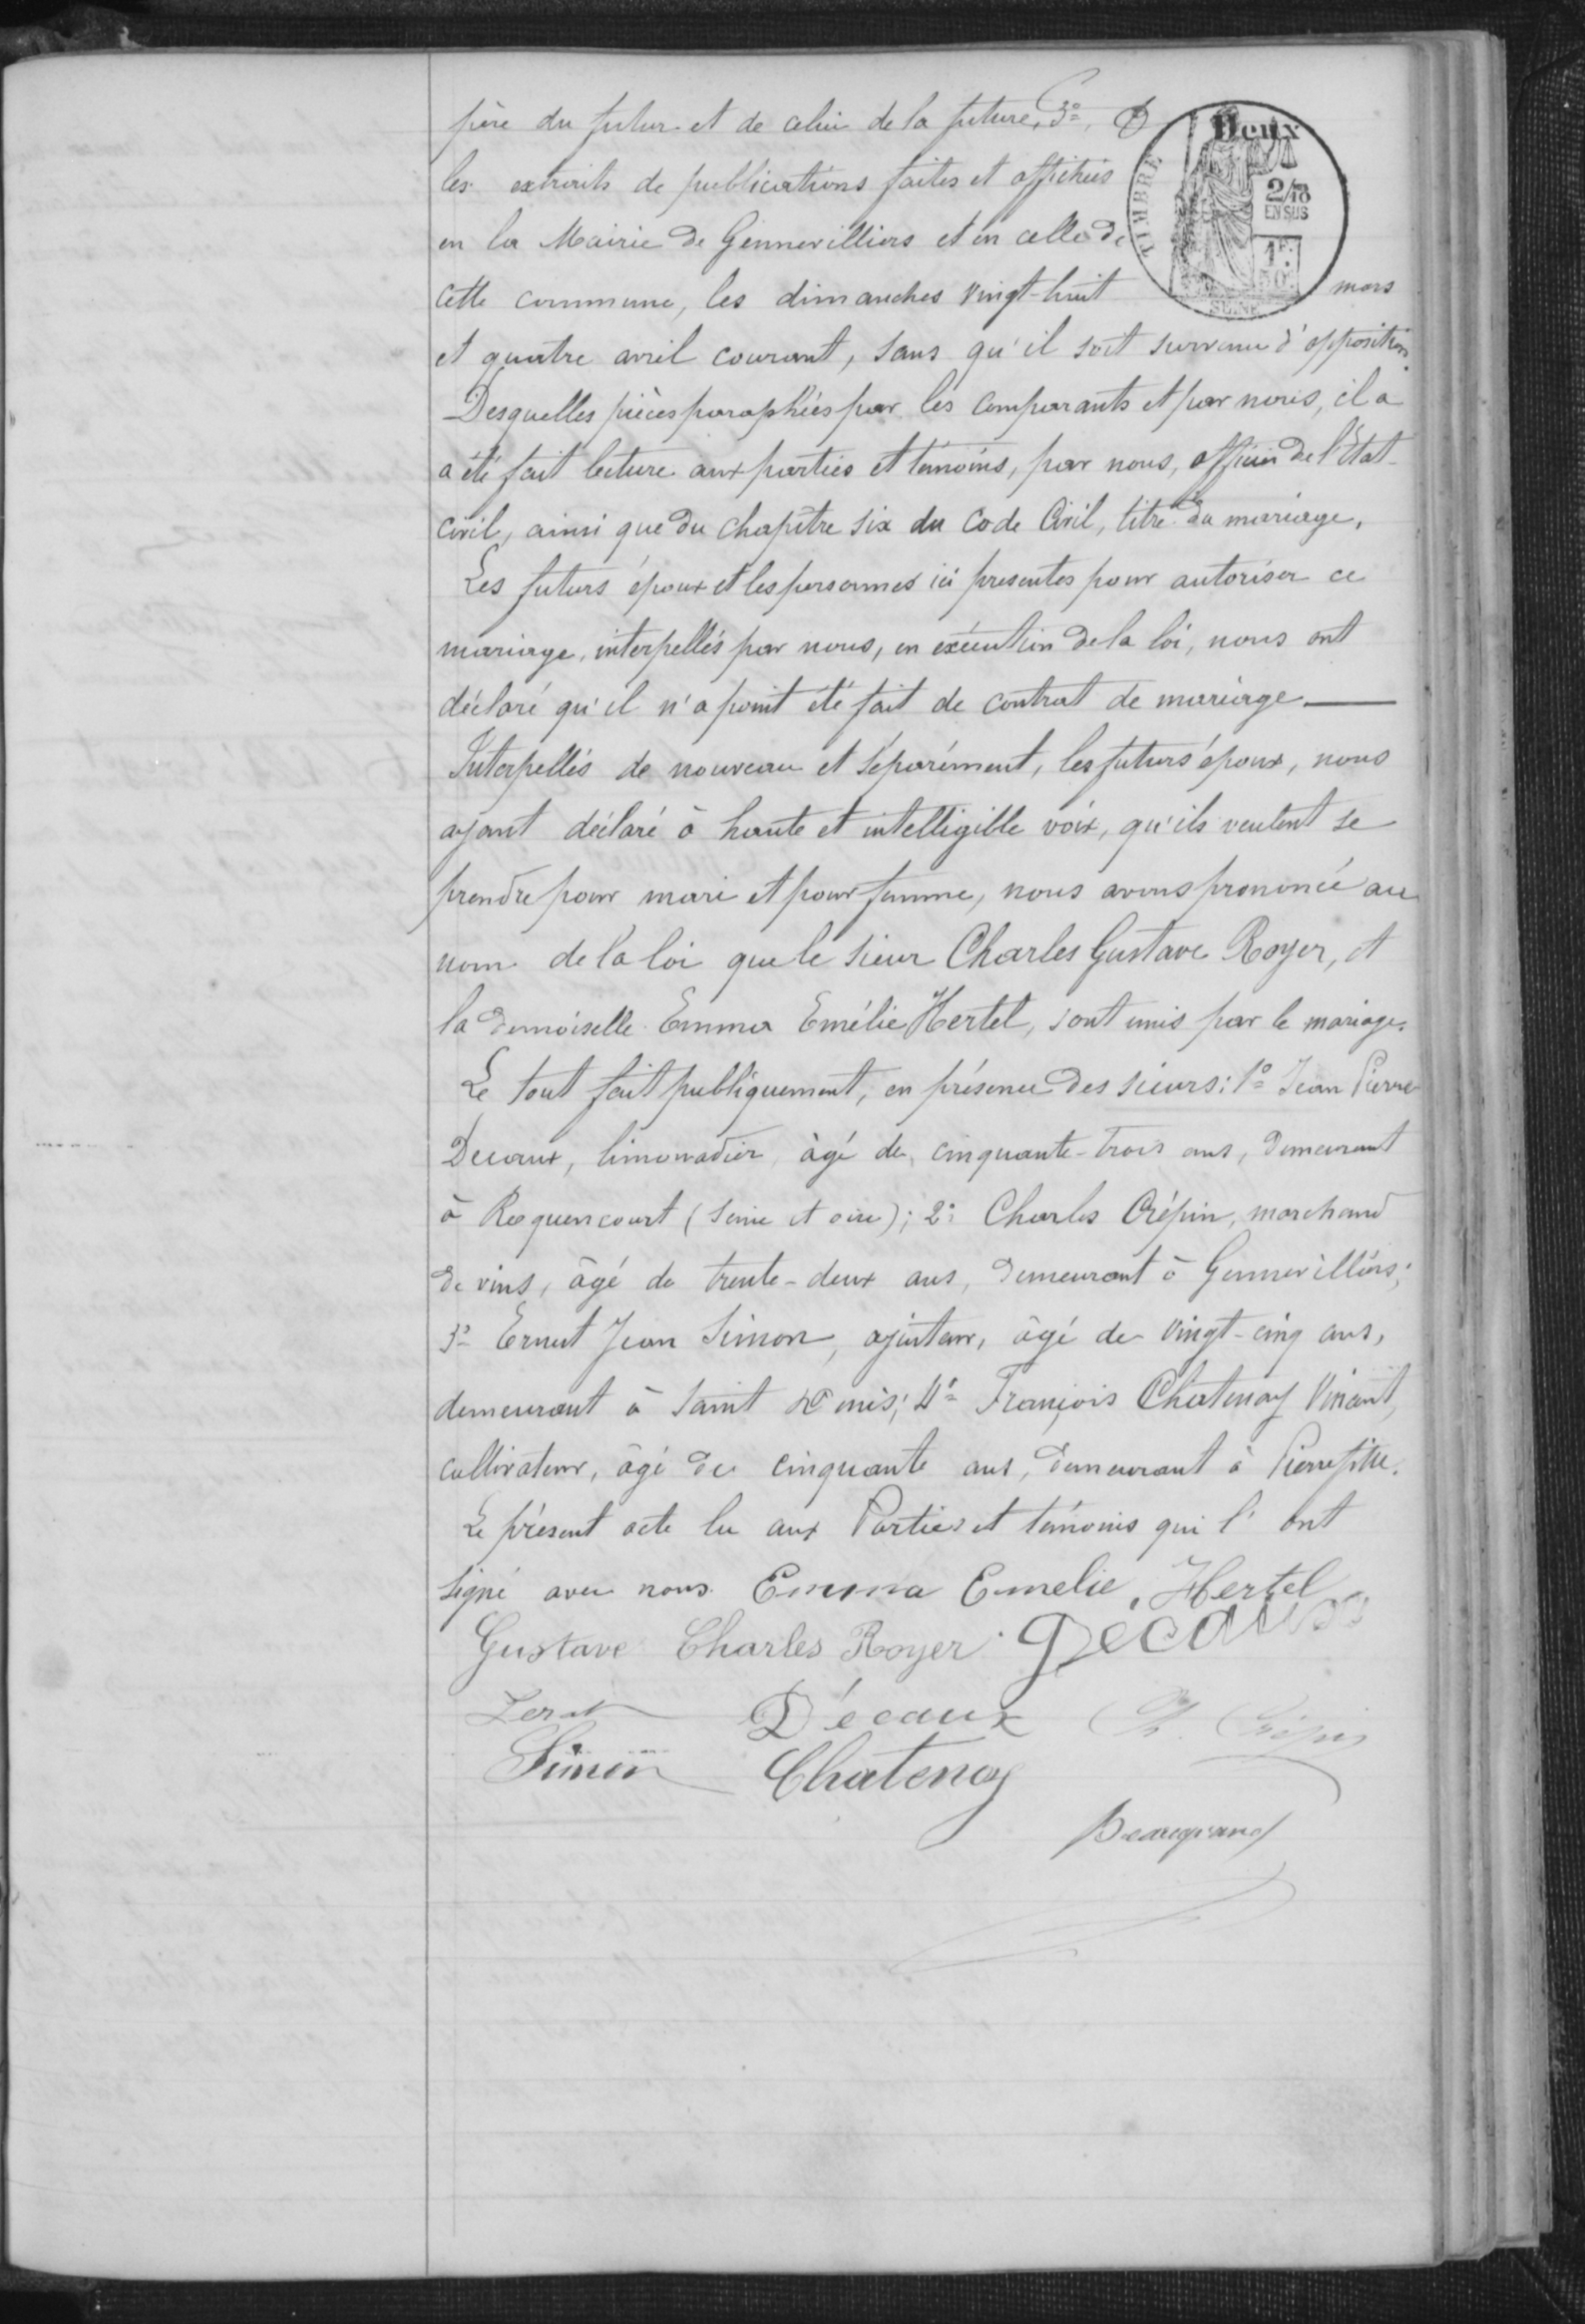 père du futur et de celui de la future, 3º,
les extraits de publications faites et affichées
en la Mairie de Gennevilliers et en celle de
cette commune, les dimanches vingt-huit mars
et quatre avril courant, sans qu'il soit survenu d'opposition.
Desquelles pièces paraphées par les comparants et par nous, il a
a été fait lecture aux parties et témoins, par nous, officier de l'État-
civil, ainsi que du chapitre six du Code Civil, titre du mariage.
Les futurs époux et les personnes ici presentes pour autoriser ce
mariage, interpellés par nous, en exécution de la loi, nous ont
déclaré qu'il n'a point été fait de contrat de mariage
Interpellés de nouveau et séparément, les futurs époux, nous
ayant déclaré à haute et intelligible voix, qu'ils veulent se
prendre pour mari et pour femme, nous avons prononcé au
nom de la loi que le sieur Charles Gustave Royer, et
la demoiselle Emma Emélie Hertel, sont unis par le mariage.
Le tout fait publiquement, en présence des sieurs: 1º Jean Pierre
Decaux, limonadier, âgé de cinquante-trois ans, demeurant
à Roquencourt (Seine et oise); 2º Charles Crépin, marchand
de vins, âgé de trente-deux ans, demeurant à Gennevilliers;
3º Ernest Jean Simon, ajusteur, âgé de vingt-cinq ans,
demeurant à Saint Denis; 4º François Chatenay Vincent,
cultivateur, âgé de cinquante ans, demeurant à Pierrefitte.
Le présent acte lu aux Parties et témoins qui l'ont
signé avec nous. Emma Emelie, Hertel
Gustave Charles Royer Decaux
Décaux Ch. Crépin
Simon Chatenay
Beaugrand
Deux
TIMBRE
2/10
EN SUS
1F.
50c.
SEINE